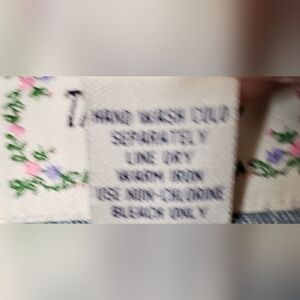 HAND WASH COLD
SEPARATELY
LINE DRY
WARM IRON
USE NON-CHLORINE
BLEACH ONLY